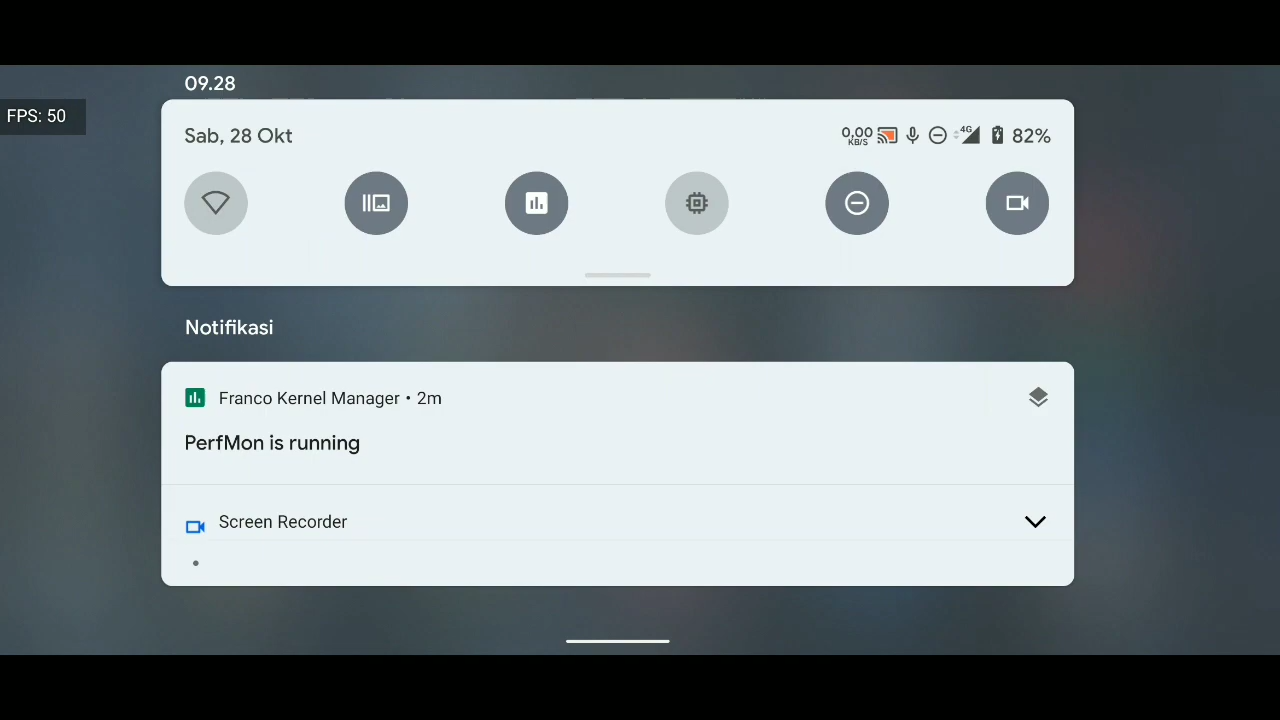 09.28
FPS: 50
Sab, 28 Okt
0,00
KB/S
4G
82%
Notifikasi
Franco Kernel Manager • 2m
PerfMon is running
Screen Recorder